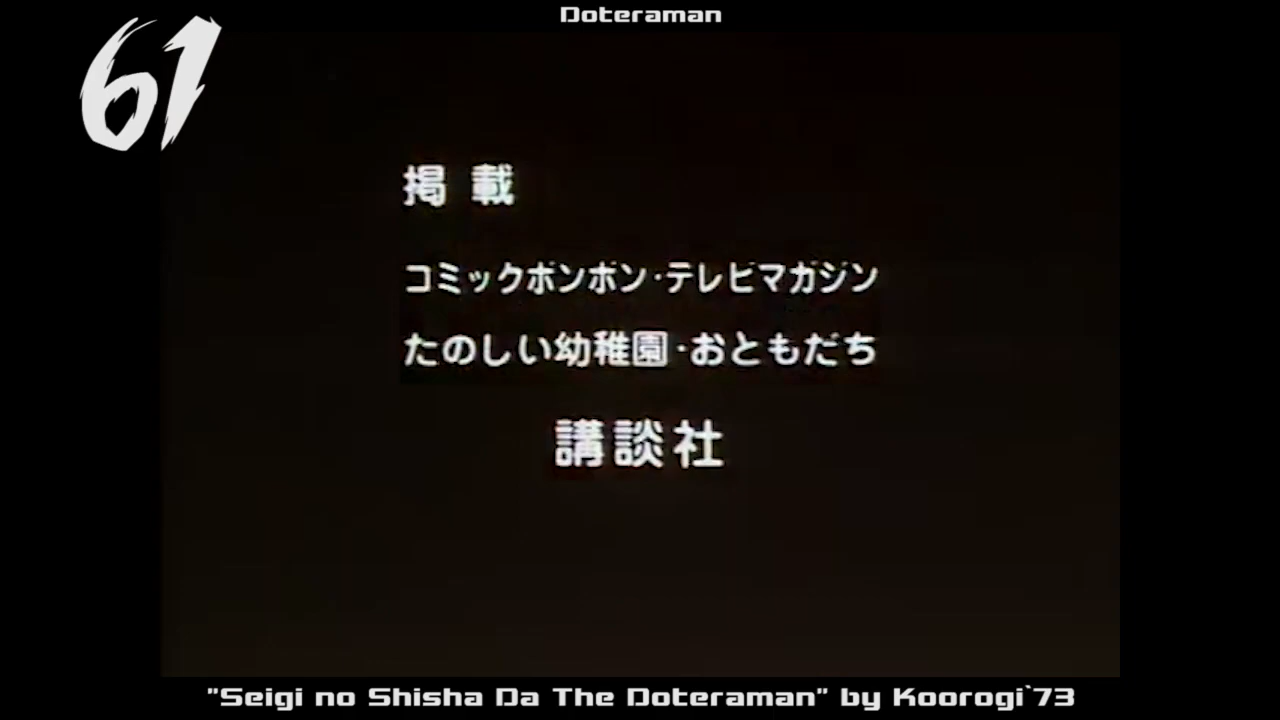 Doteraman
61
掲載
コミックボンボン・テレビマガジン
たのしい幼稚園・おともだち
講談社
"Seigi no Shisha Da The Doteraman" by Koorogi`73